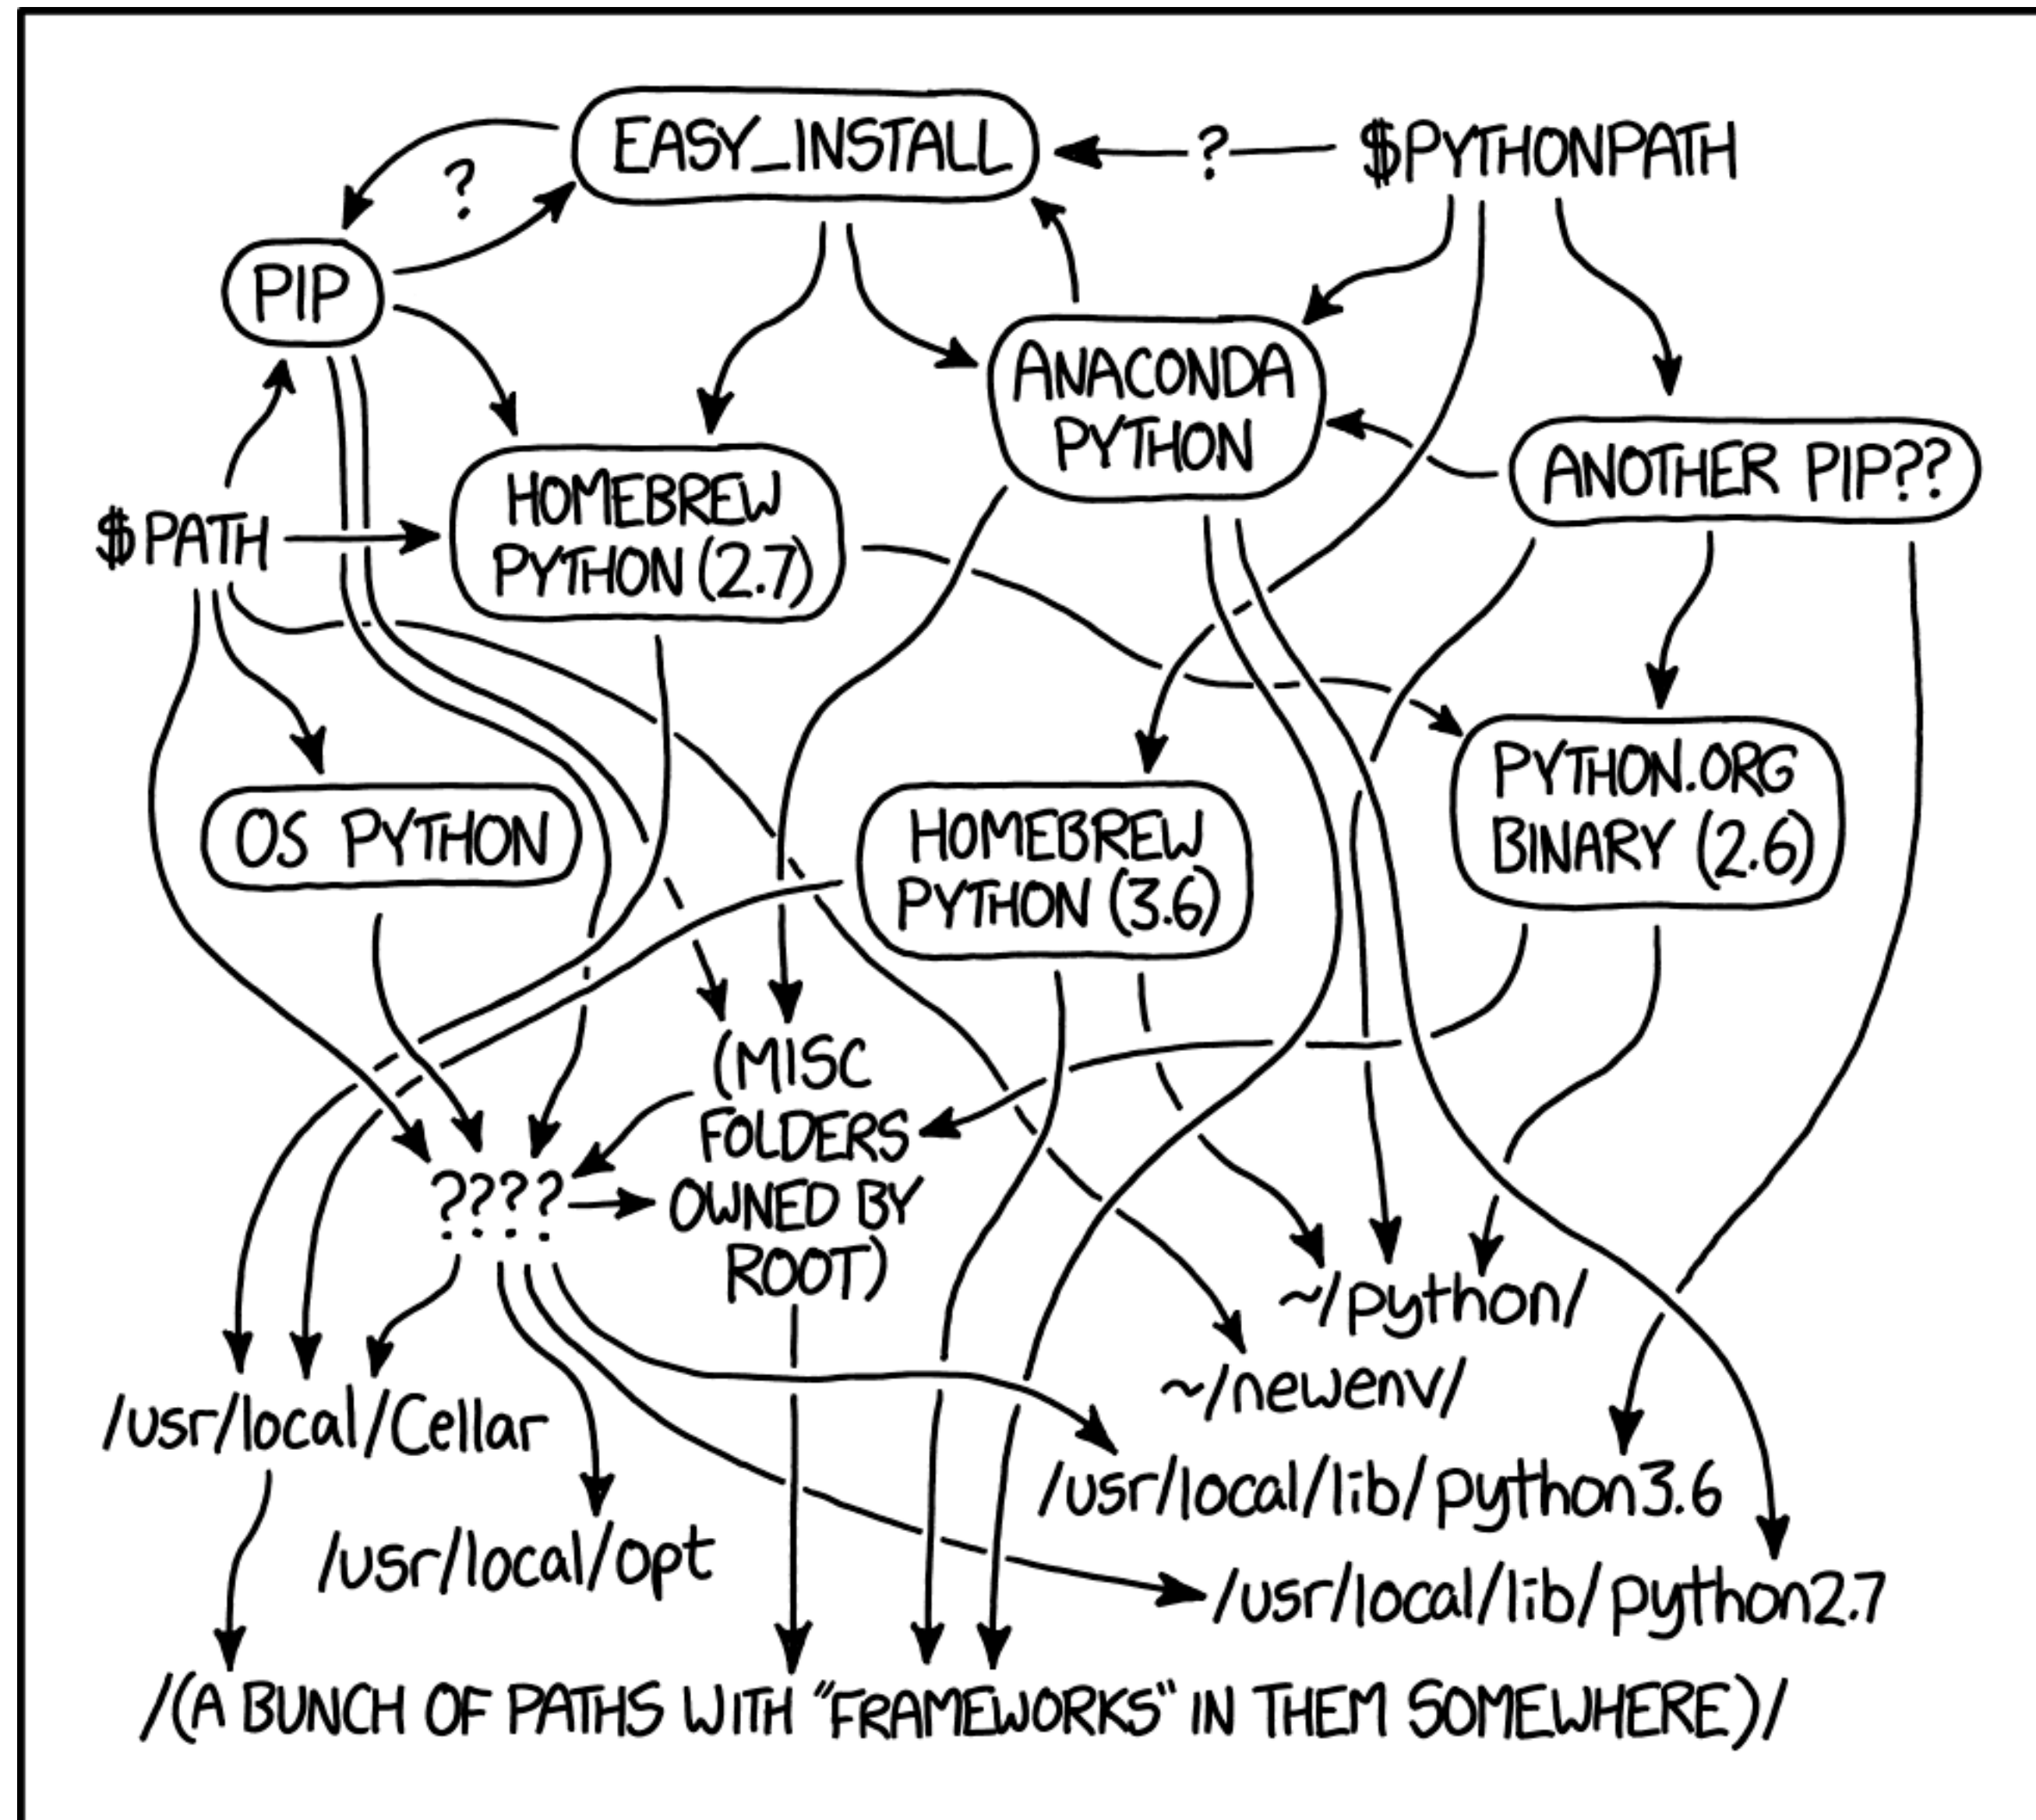 EASY_INSTALL
?
$PYTHONPATH
?
PIP
ANACONDA
PYTHON
ANOTHER PIP??
HOMEBREW
PYTHON (2.7)
$PATH
PYTHON.ORG
BINARY (2.6)
OS PYTHON
HOMEBREW
PYTHON (3.6)
(MISC
FOLDERS
OWNED BY
ROOT)
????
~/python/
~/newenv/
/usr/local/Cellar
/usr/local/lib/python3.6
/usr/local/opt
/usr/local/lib/python2.7
/(A BUNCH OF PATHS WITH "FRAMEWORKS" IN THEM SOMEWHERE)/